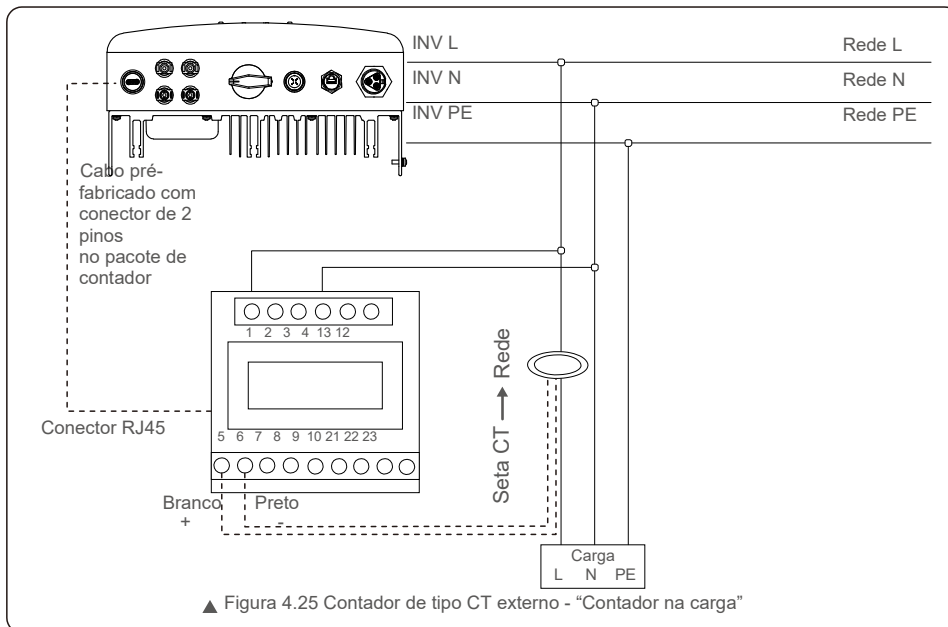 INV L
Rede L
INV N
Rede N
INV PE
Rede PE
Cabo pré-
fabricado com
conector de 2
pinos
no pacote de
contador
1 2 3 4 13 12
Seta CT → Rede
Conector RJ45
5 6 7 8 9 10 21 22 23
Branco Preto
+ -
Carga
L N PE
▲ Figura 4.25 Contador de tipo CT externo - “Contador na carga”